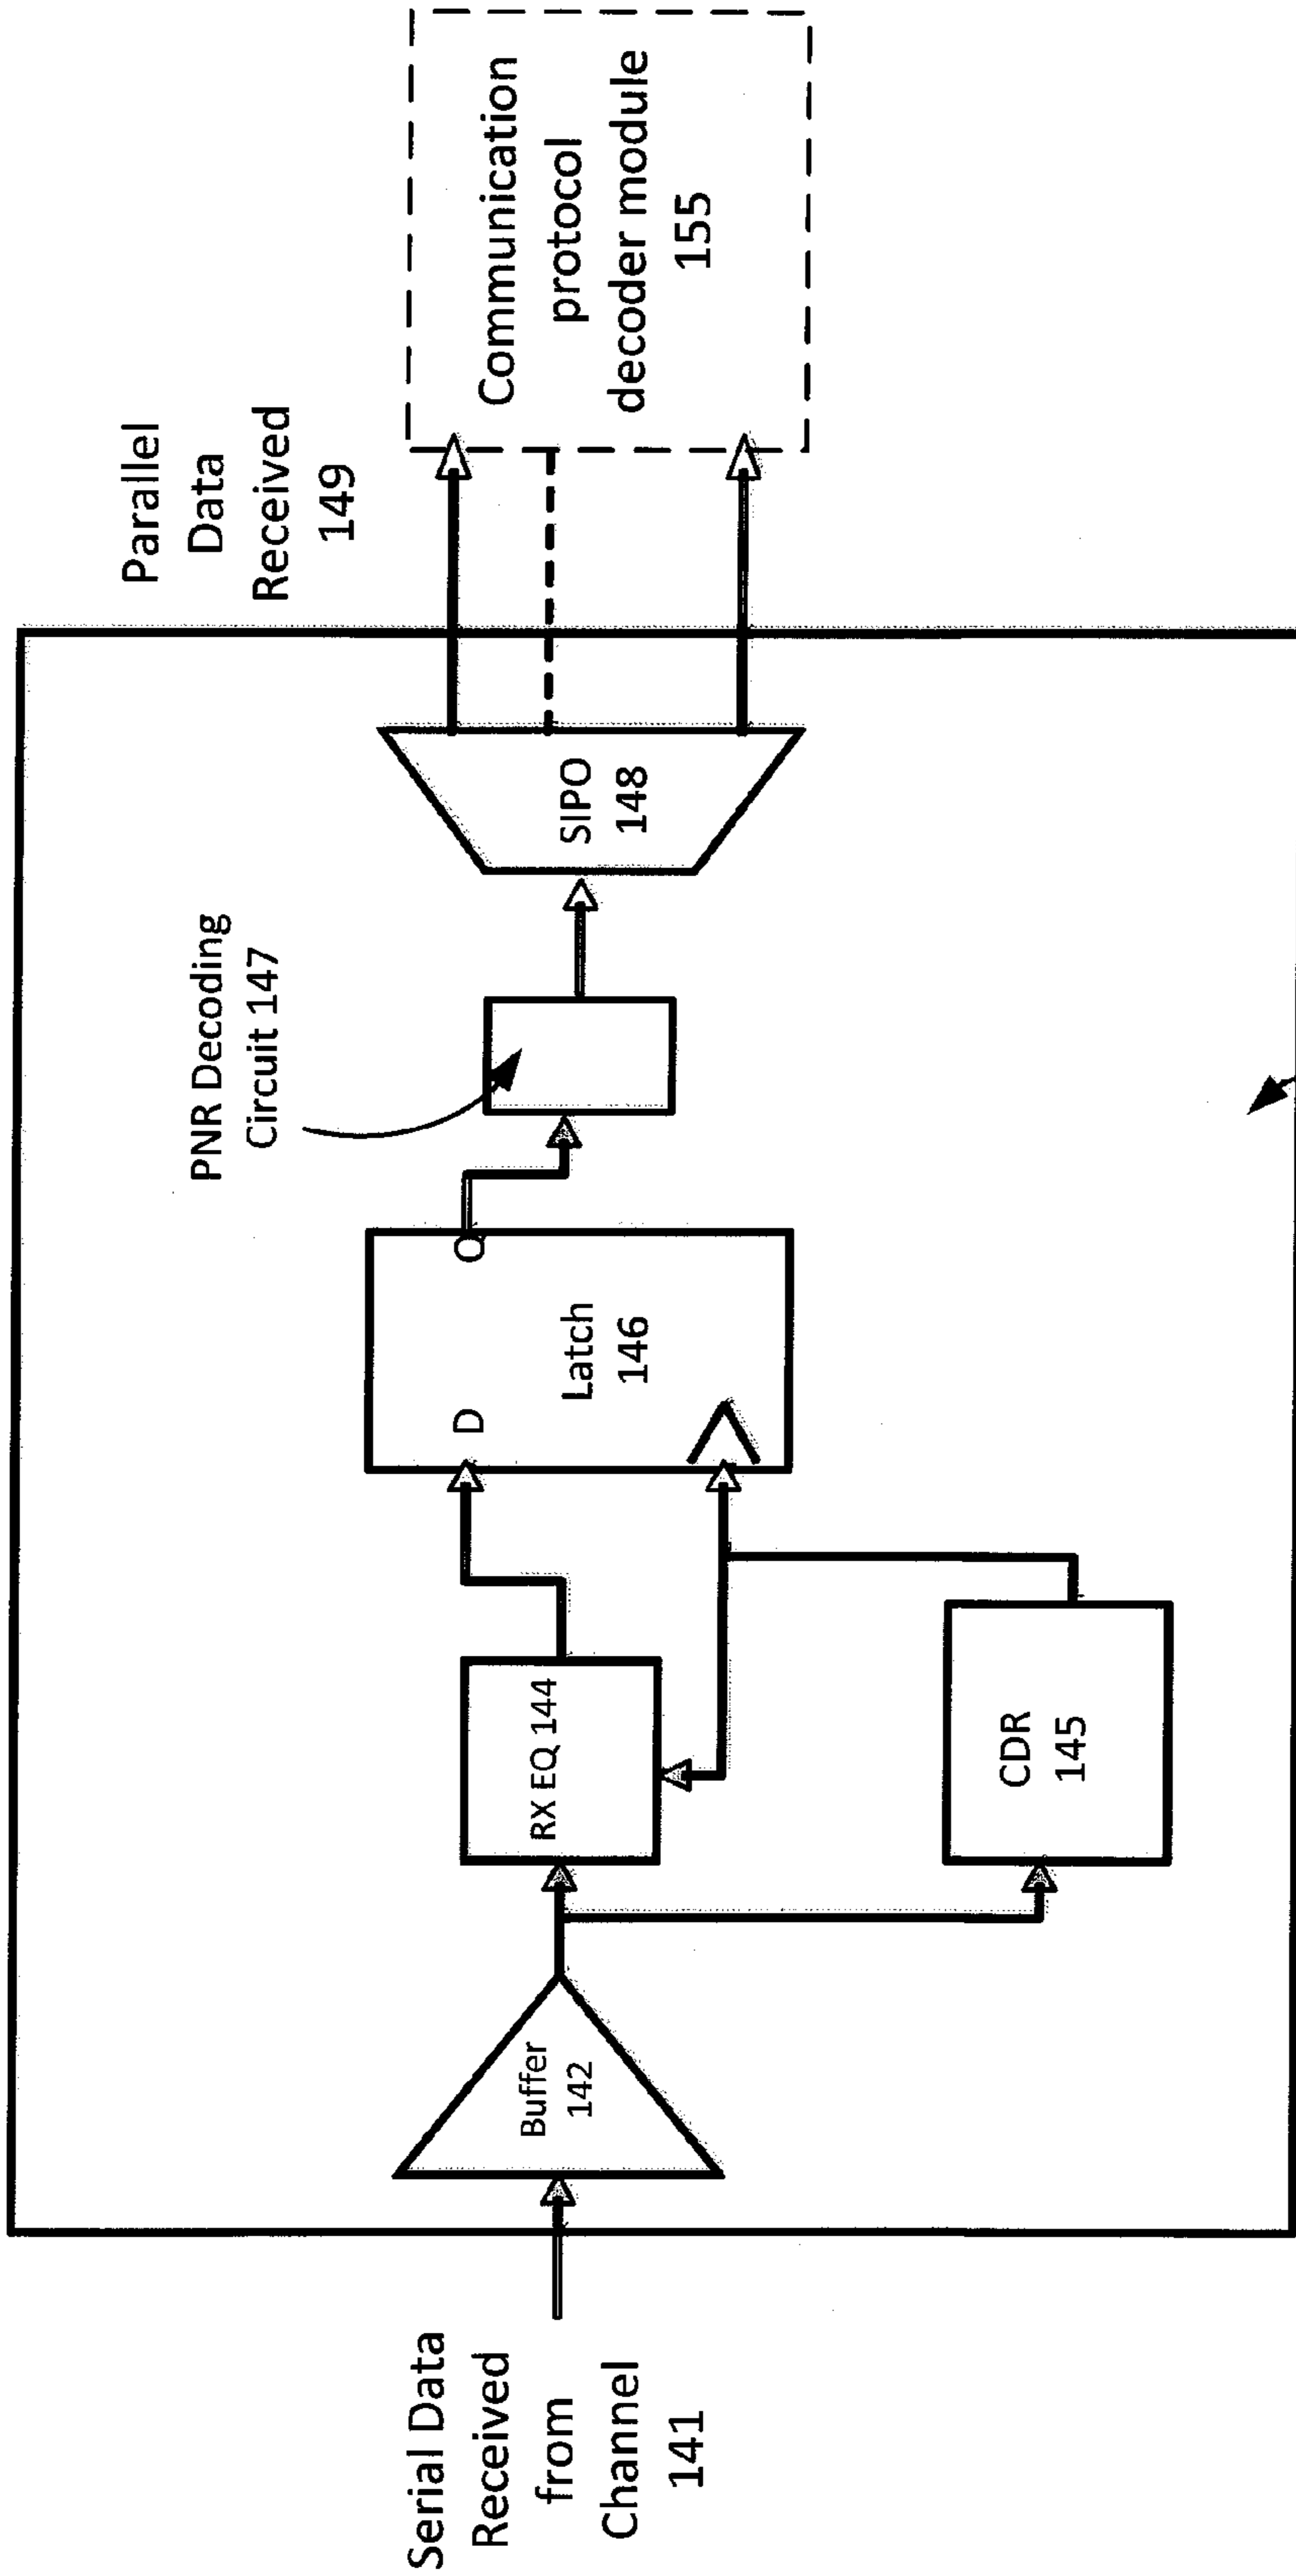 Serial Data
Received
from
Channel
141
Buffer
142
RX EQ 144
CDR
145
D
Q
Latch
146
PNR Decoding
Circuit 147
SIPO
148
Parallel
Data
Received
149
Communication
protocol
decoder module
155